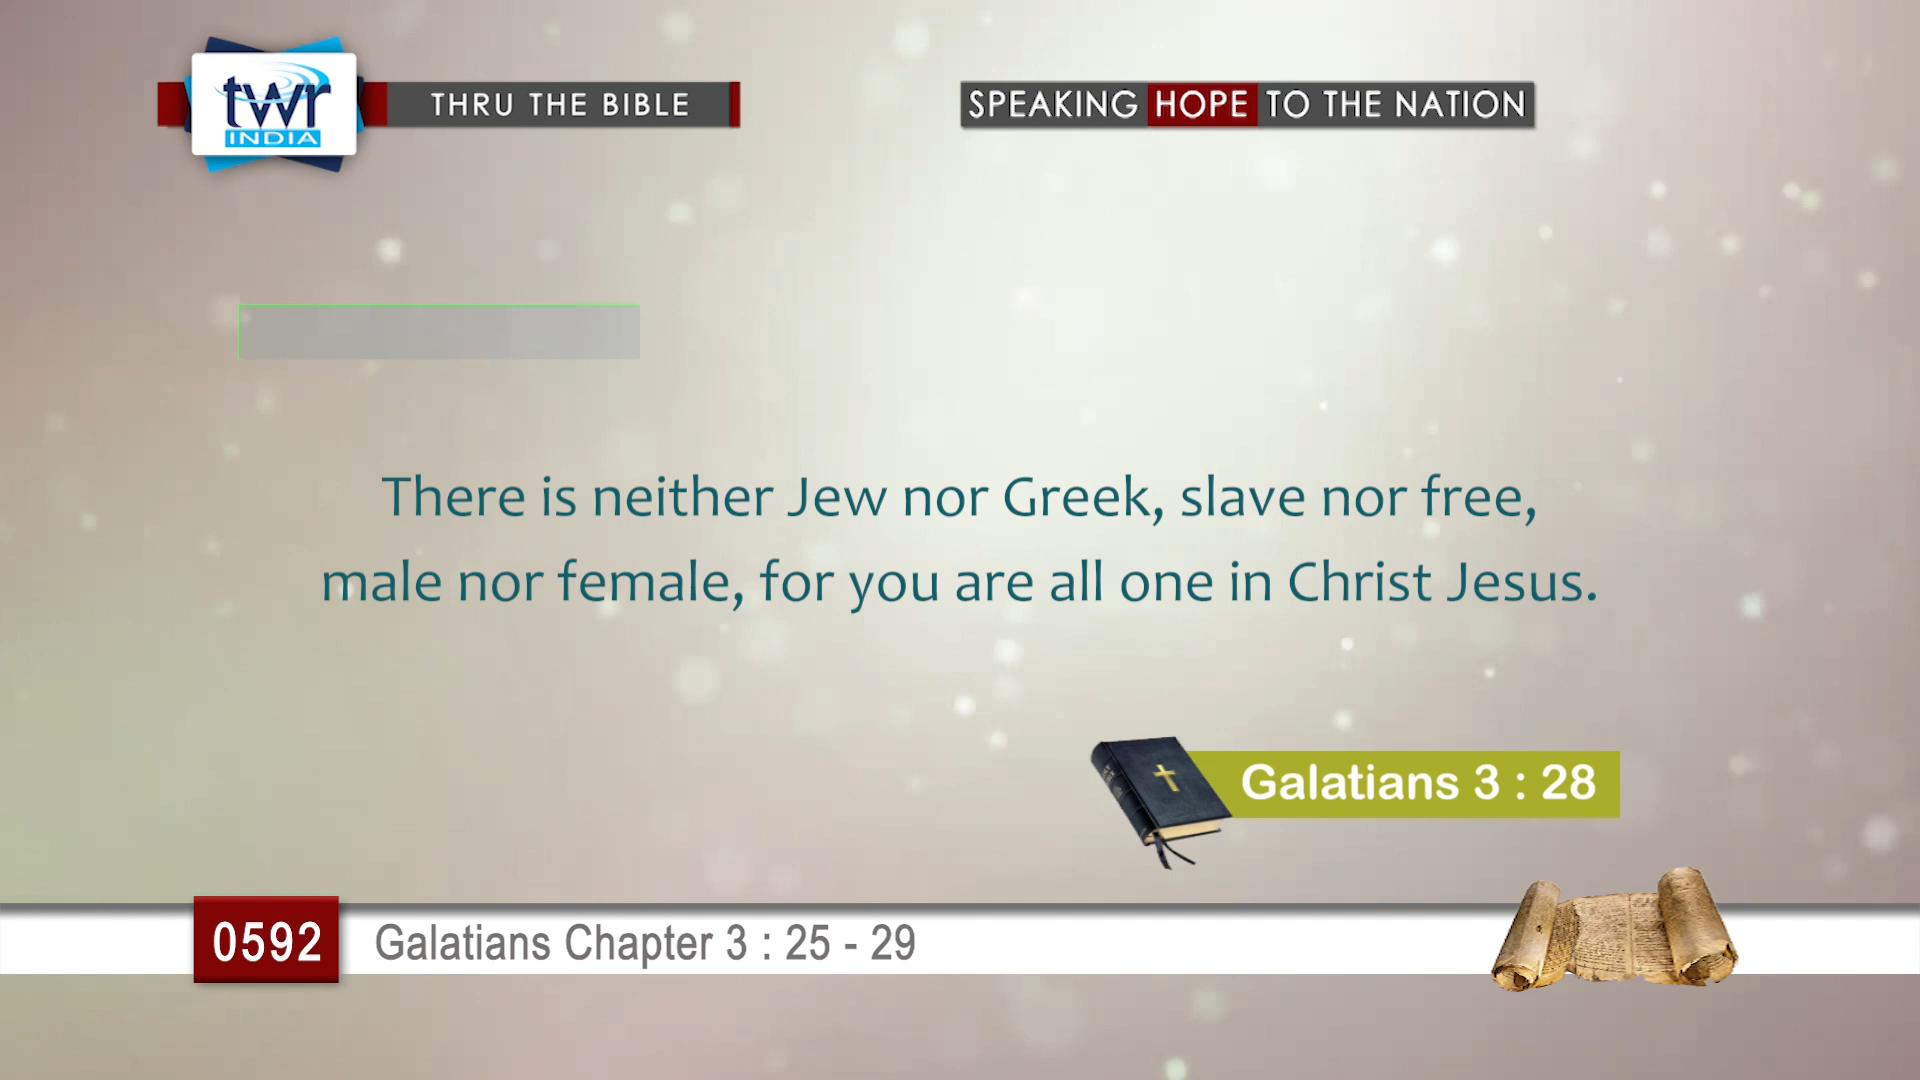 twr
INDIA
THRU THE BIBLE
SPEAKING HOPE TO THE NATION
There is neither Jew nor Greek, slave nor free,
male nor female, for you are all one in Christ Jesus.
Galatians 3 : 28
0592
Galatians Chapter 3 : 25 - 29